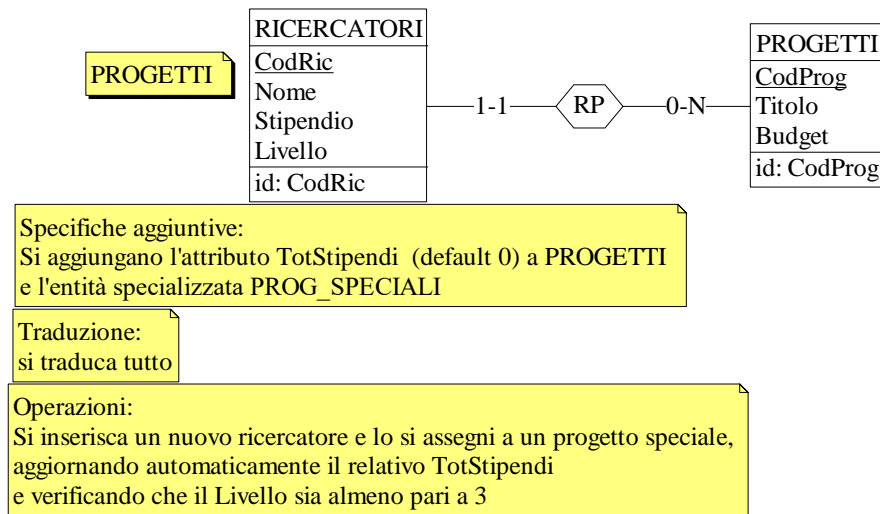 PROGETTI
RICERCATORI
CodRic
Nome
Stipendio
Livello
id: CodRic
1-1
RP
0-N
PROGETTI
CodProg
Titolo
Budget
id: CodProg
Specifiche aggiuntive:
Si aggiungano l'attributo TotStipendi (default 0) a PROGETTI
e l'entità specializzata PROG_SPECIALI
Traduzione:
si traduca tutto
Operazioni:
Si inserisca un nuovo ricercatore e lo si assegni a un progetto speciale,
aggiornando automaticamente il relativo TotStipendi
e verificando che il Livello sia almeno pari a 3